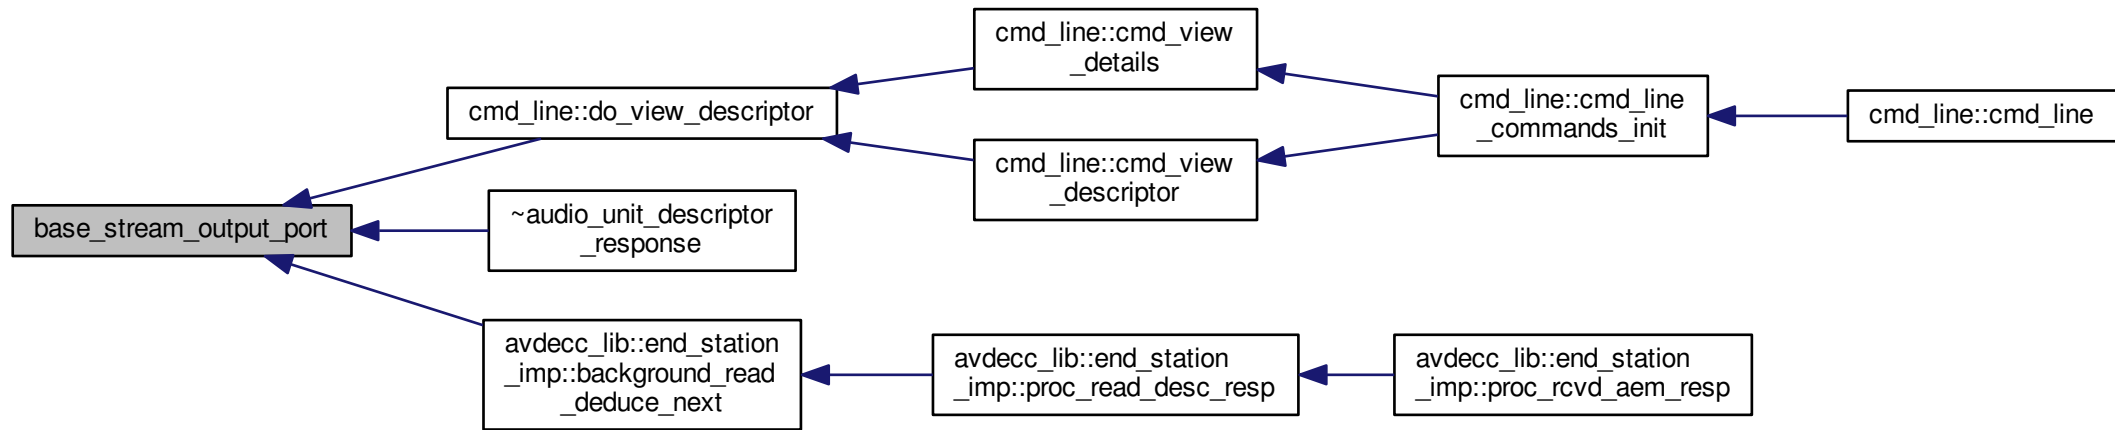 base_stream_output_port
cmd_line::do_view_descriptor
cmd_line::cmd_view
_details
cmd_line::cmd_view
_descriptor
cmd_line::cmd_line
_commands_init
cmd_line::cmd_line
~audio_unit_descriptor
_response
avdecc_lib::end_station
_imp::background_read
_deduce_next
avdecc_lib::end_station
_imp::proc_read_desc_resp
avdecc_lib::end_station
_imp::proc_rcvd_aem_resp